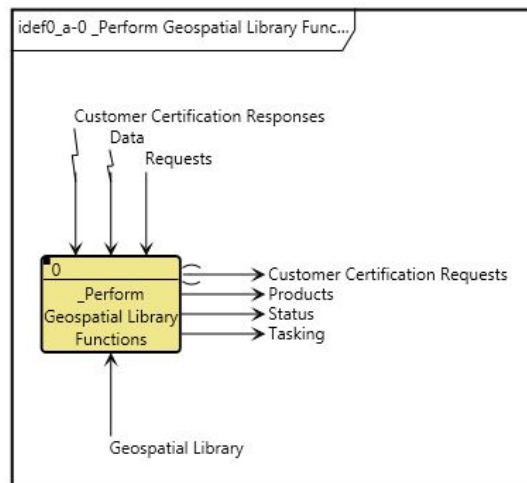 idef0_a-0 _Perform Geospatial Library Func...
Customer Certification Responses
Data
Requests
0
_Perform
Geospatial Library
Functions
Customer Certification Requests
Products
Status
Tasking
Geospatial Library